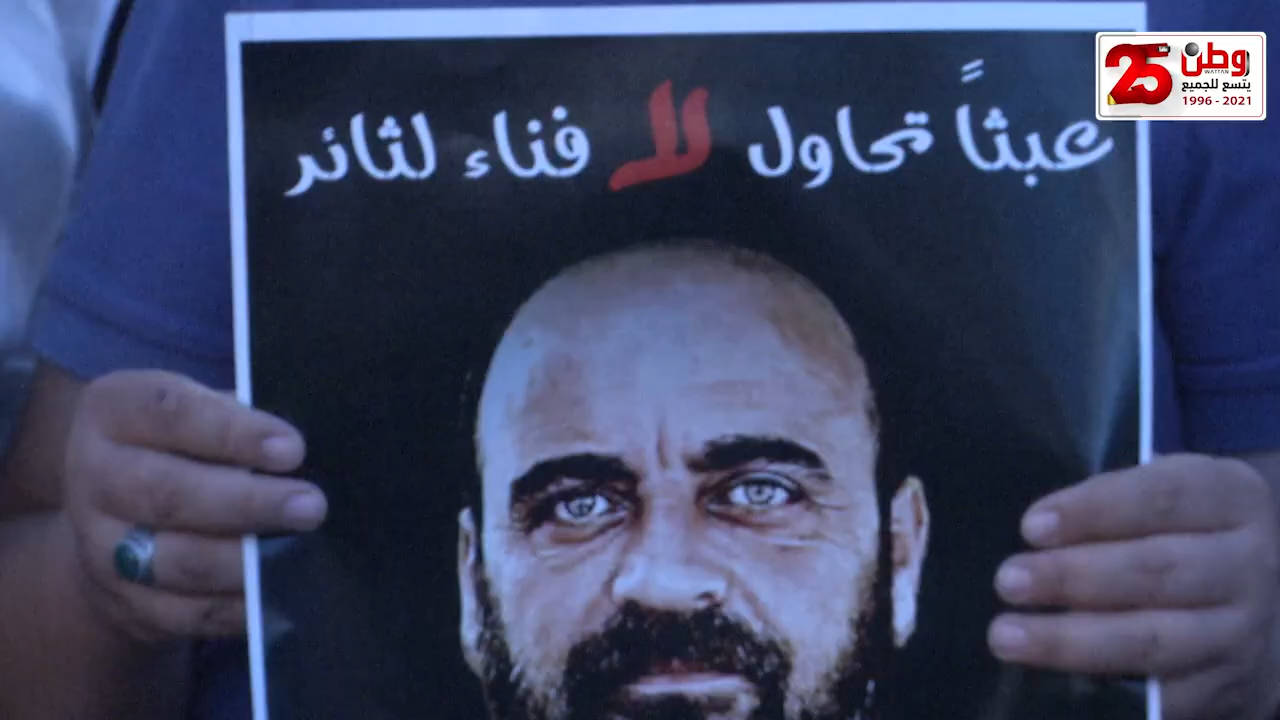 عبثاً تحاول لا فناء لثائر
25 وطن
WATTAN
يتسع للجميع
1996 - 2021